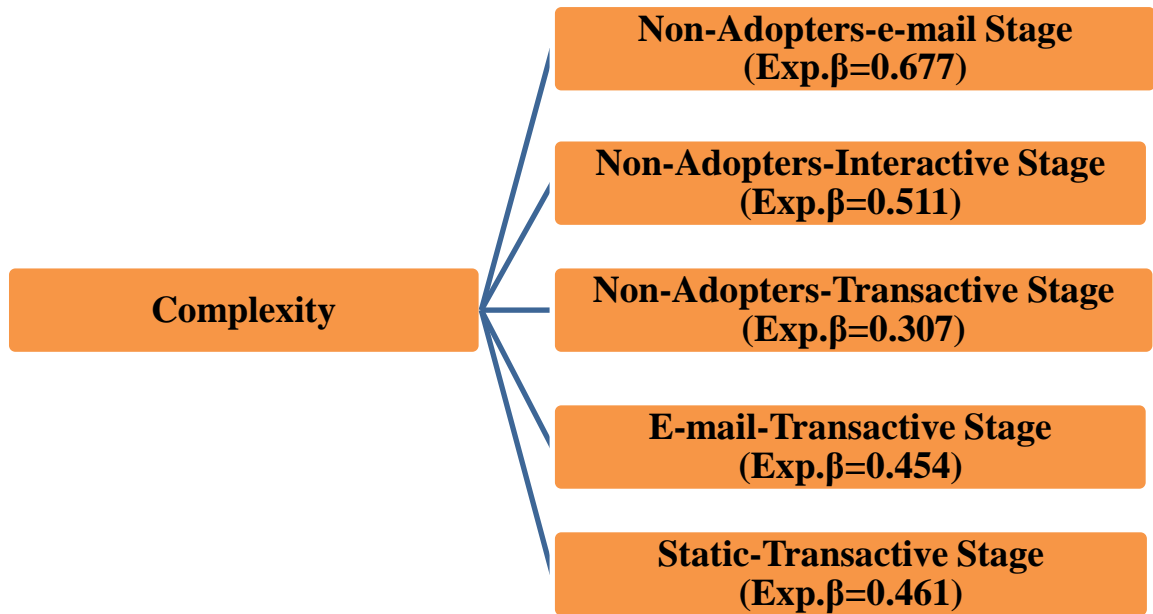 Complexity
Non-Adopters-e-mail Stage
(Exp.β=0.677)
Non-Adopters-Interactive Stage
(Exp.β=0.511)
Non-Adopters-Transactive Stage
(Exp.β=0.307)
E-mail-Transactive Stage
(Exp.β=0.454)
Static-Transactive Stage
(Exp.β=0.461)